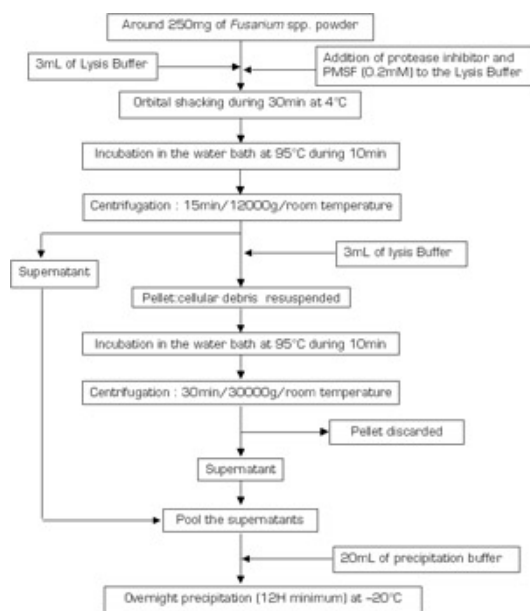 Around 250mg of Fusarium spp. powder
3mL of Lysis Buffer
Addition of protease inhibitor and
PMSF (0.2mM) to the Lysis Buffer
Orbital shacking during 30min at 4°C
Incubation in the water bath at 95°C during 10min
Centrifugation : 15min/12000g/room temperature
3mL of lysis Buffer
Supernatant
Pellet:cellular debris resuspended
Incubation in the water bath at 95°C during 10min
Centrifugation : 30min/30000g/room temperature
Pellet discarded
Supernatant
Pool the supernatants
20mL of precipitation buffer
Overnight precipitation (12H minimum) at -20°C